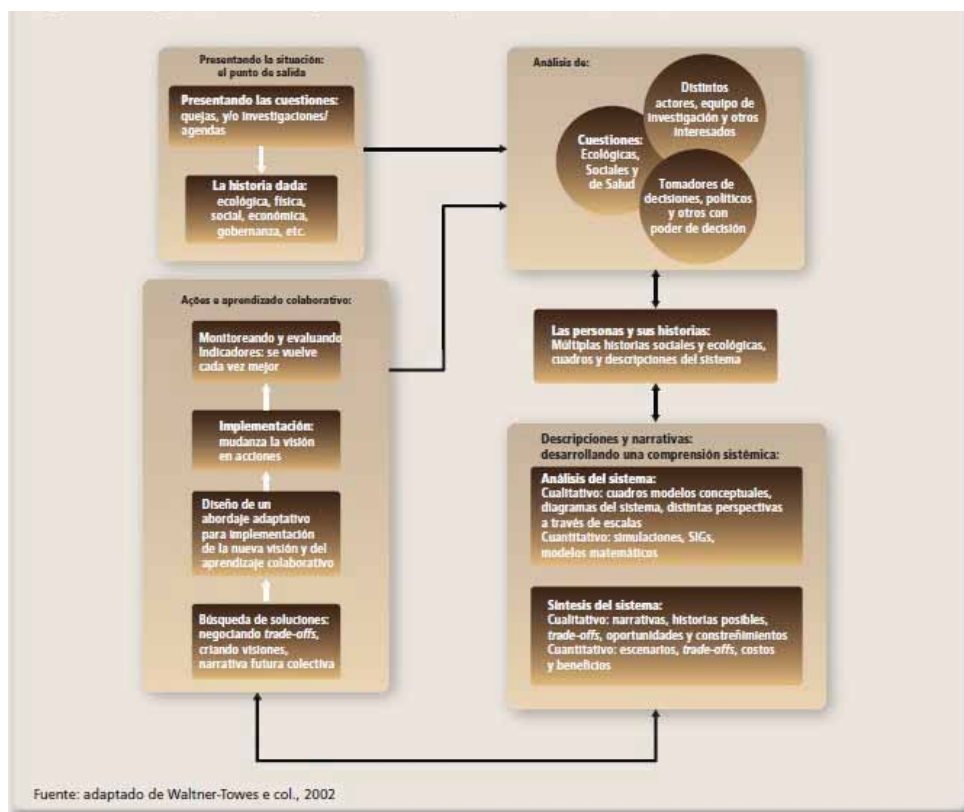 Presentando la situación:
el punto de salida
Presentando las cuestiones:
quejas, y/o investigaciones/
agendas
La historia dada:
ecológica, física,
social, económica,
gobernanza, etc.
Análisis de:
Distintos
actores, equipo de
investigación y otros
interesados
Cuestiones:
Ecológicas,
Sociales y
de Salud
Tomadores de
decisiones, políticos
y otros con
poder de decisión
Ações e aprendizado colaborativo:
Monitoreando y evaluando
Indicadores: se vuelve
cada vez mejor
Implementación:
mudanza la visión
en acciones
Diseño de un
abordaje adaptativo
para implementación
de la nueva visión y del
aprendizaje colaborativo
Búsqueda de soluciones:
negociando trade-offs,
criando visiones,
narrativa futura colectiva
Las personas y sus historias:
Múltiplas historias sociales y ecológicas,
cuadros y descripciones del sistema
Descripciones y narrativas:
desarrollando una comprensión sistémica:
Análisis del sistema:
Cualitativo: cuadros modelos conceptuales,
diagramas del sistema, distintas perspectivas
a través de escalas
Cuantitativo: simulaciones, SIGs,
modelos matemáticos
Síntesis del sistema:
Cualitativo: narrativas, historias posibles,
trade-offs, oportunidades y constreñimientos
Cuantitativo: escenarios, trade-offs, costos
y beneficios
Fuente: adaptado de Waltner-Towes e col., 2002